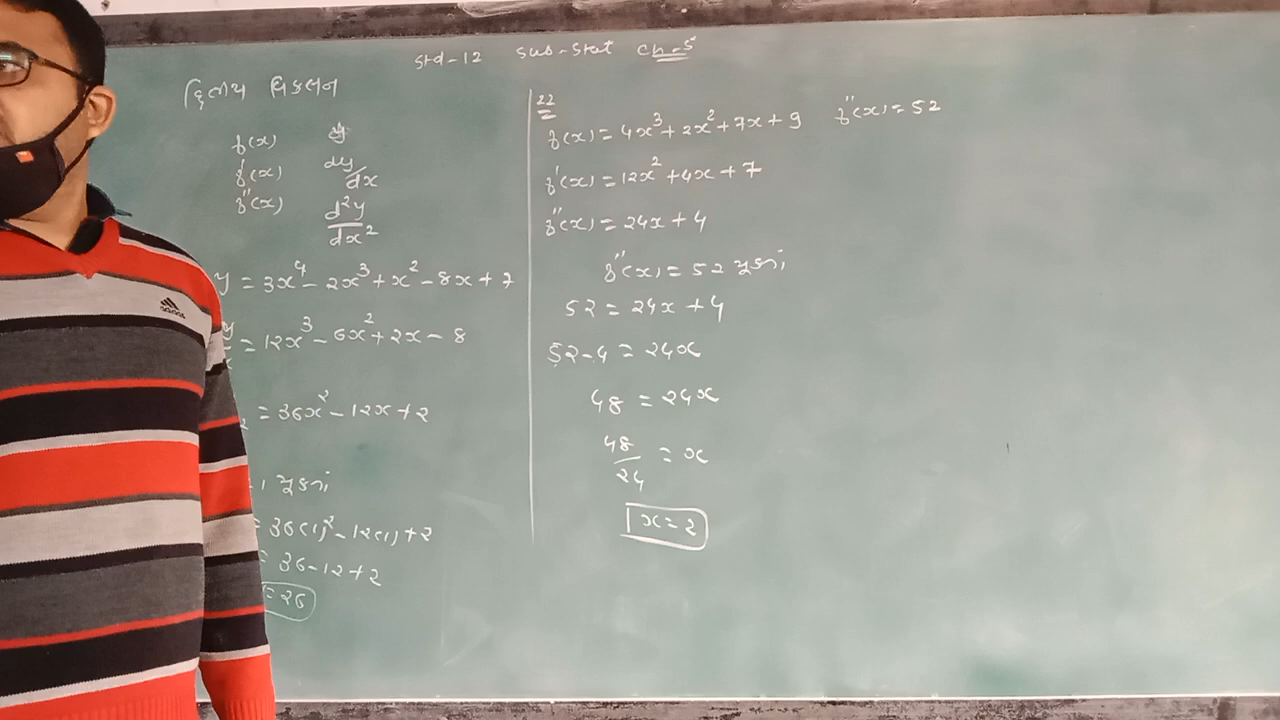 Std-12 Sub-Stat Ch-5
દ્વિતીય વિકલન
f(x) y
f'(x) dy/dx
f''(x) d²y/dx²
y = 3x⁴ - 2x³ + x² - 8x + 7
= 12x³ - 6x² + 2x - 8
= 36x² - 12x + 2
= 1 મુકતાં
= 36(1)² - 12(1) + 2
= 36 - 12 + 2
= 26
22
f(x) = 4x³ + 2x² + 7x + 9 f''(x) = 52
f'(x) = 12x² + 4x + 7
f''(x) = 24x + 4
f''(x) = 52 મુકતાં
52 = 24x + 4
52 - 4 = 24x
48 = 24x
48/24 = x
x = 2
adidas